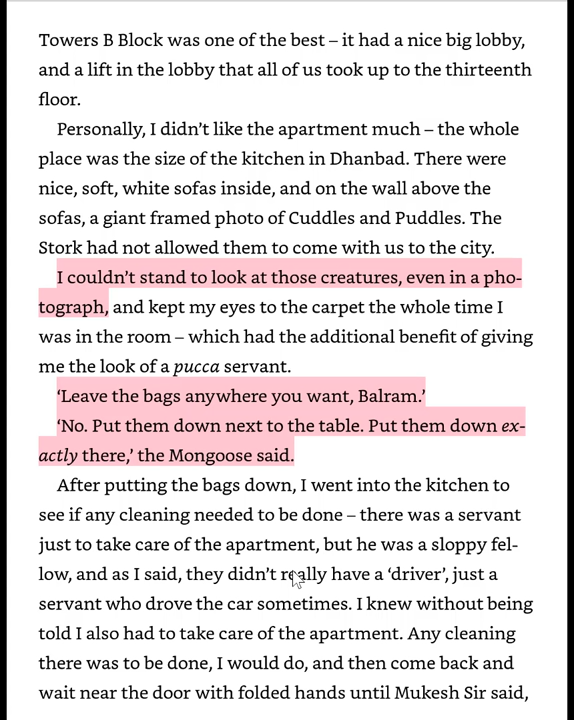 Towers B Block was one of the best – it had a nice big lobby,
and a lift in the lobby that all of us took up to the thirteenth
floor.
Personally, I didn’t like the apartment much – the whole
place was the size of the kitchen in Dhanbad. There were
nice, soft, white sofas inside, and on the wall above the
sofas, a giant framed photo of Cuddles and Puddles. The
Stork had not allowed them to come with us to the city.
I couldn’t stand to look at those creatures, even in a pho-
tograph, and kept my eyes to the carpet the whole time I
was in the room – which had the additional benefit of giving
me the look of a pucca servant.
‘Leave the bags anywhere you want, Balram.’
‘No. Put them down next to the table. Put them down ex-
actly there,’ the Mongoose said.
After putting the bags down, I went into the kitchen to
see if any cleaning needed to be done – there was a servant
just to take care of the apartment, but he was a sloppy fel-
low, and as I said, they didn’t really have a ‘driver’, just a
servant who drove the car sometimes. I knew without being
told I also had to take care of the apartment. Any cleaning
there was to be done, I would do, and then come back and
wait near the door with folded hands until Mukesh Sir said,